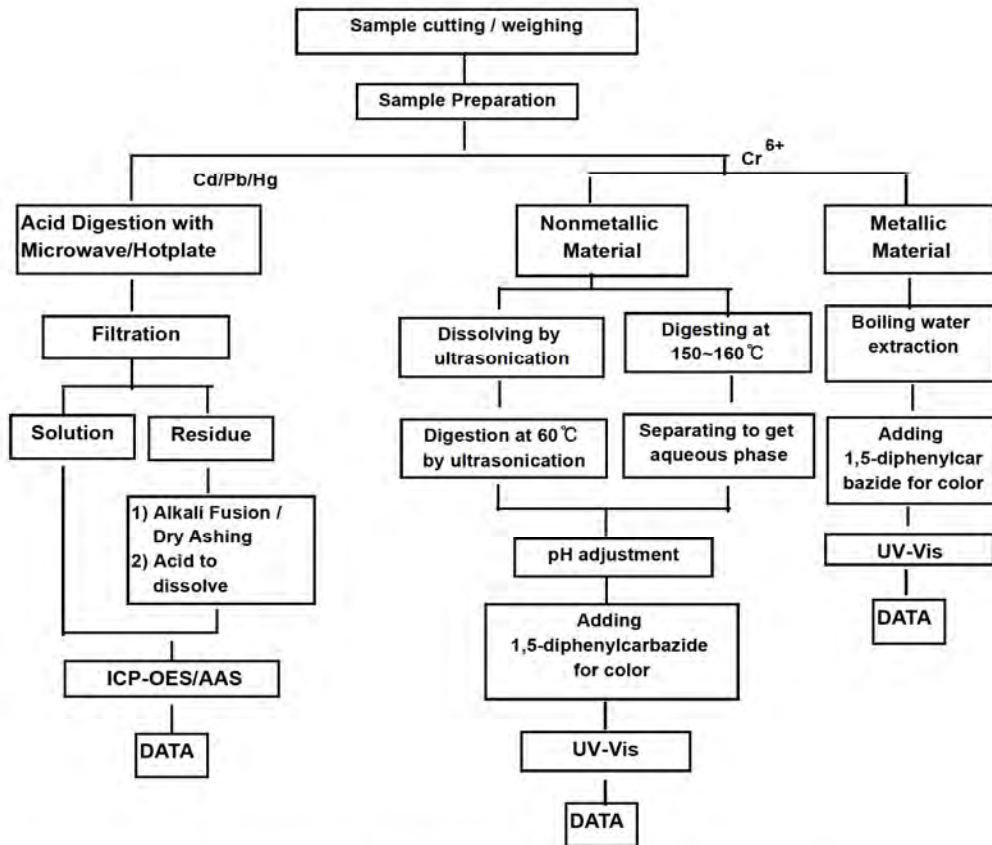 Sample cutting / weighing
Sample Preparation
Cd/Pb/Hg
Cr 6+
Acid Digestion with
Microwave/Hotplate
Nonmetallic
Material
Metallic
Material
Filtration
Dissolving by
ultrasonication
Digesting at
150~160℃
Boiling water
extraction
Solution
Residue
Digestion at 60℃
by ultrasonication
Separating to get
aqueous phase
Adding
1,5-diphenylcar
bazide for color
1) Alkali Fusion /
Dry Ashing
2) Acid to
dissolve
pH adjustment
UV-Vis
DATA
Adding
1,5-diphenylcarbazide
for color
ICP-OES/AAS
DATA
UV-Vis
DATA